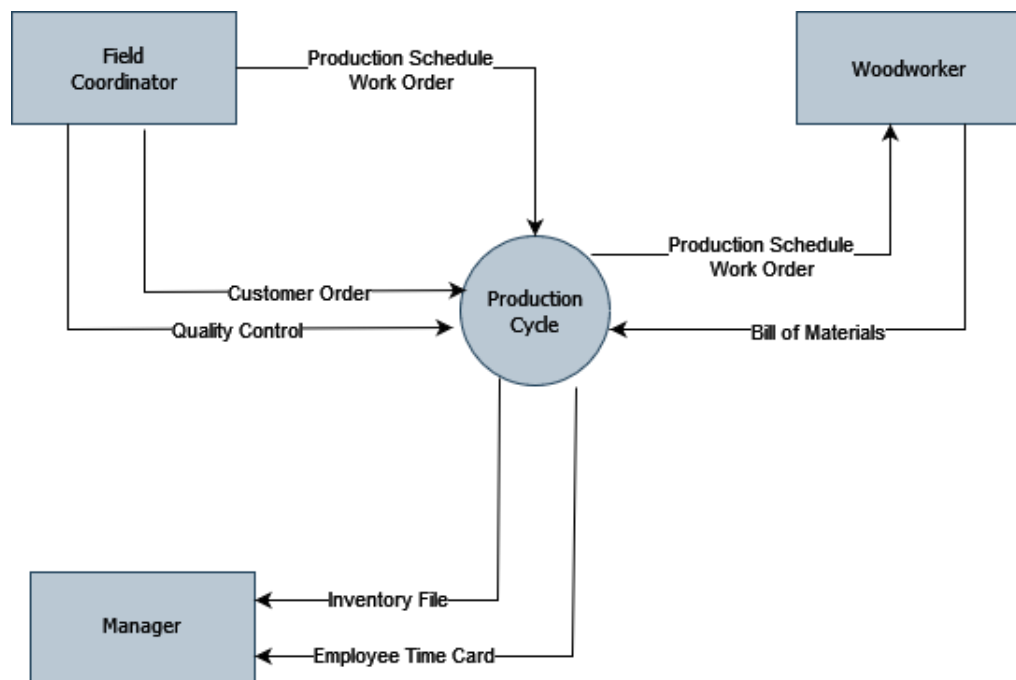 Field
Coordinator
Production Schedule
Work Order
Woodworker
Production Schedule
Work Order
Customer Order
Production
Cycle
Quality Control
Bill of Materials
Inventory File
Manager
Employee Time Card